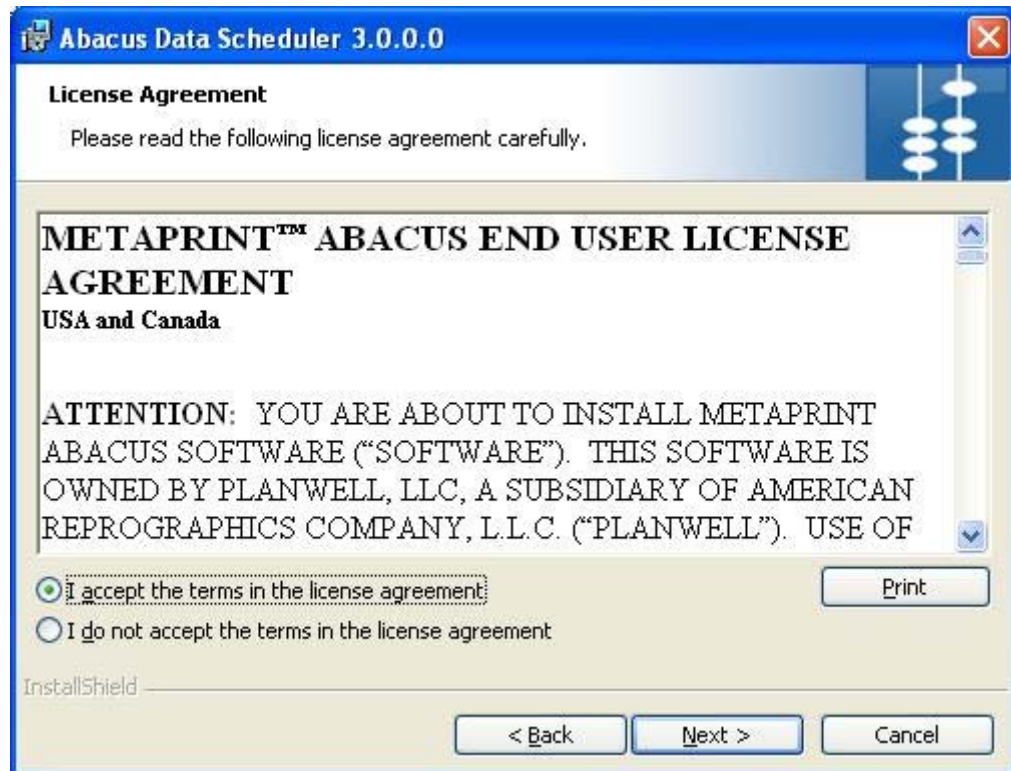 Abacus Data Scheduler 3.0.0.0
License Agreement
Please read the following license agreement carefully.
METAPRINT™ ABACUS END USER LICENSE
AGREEMENT
USA and Canada
ATTENTION:  YOU ARE ABOUT TO INSTALL METAPRINT
ABACUS SOFTWARE (“SOFTWARE”).  THIS SOFTWARE IS
OWNED BY PLANWELL, LLC, A SUBSIDIARY OF AMERICAN
REPROGRAPHICS COMPANY, L.L.C. (“PLANWELL”).  USE OF
I accept the terms in the license agreement
Print
I do not accept the terms in the license agreement
InstallShield
< Back
Next >
Cancel